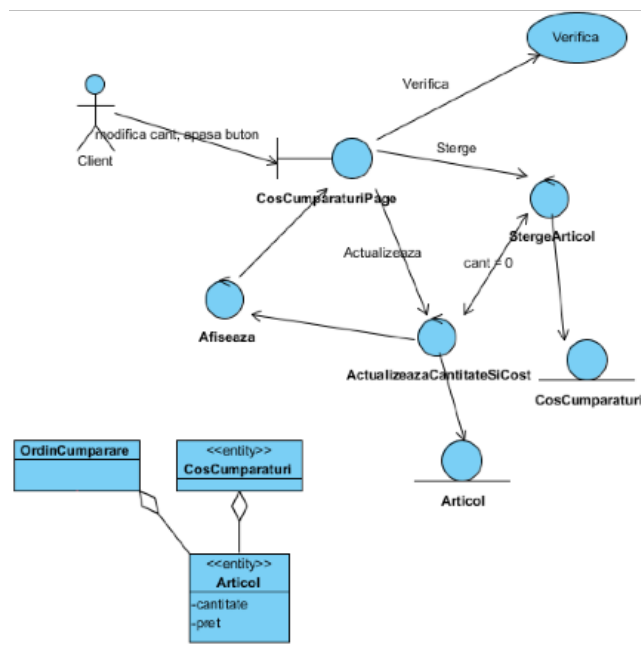 Verifica
Verifica
modifica cant, apasa buton
Client
Sterge
CosCumparaturiPage
StergeArticol
Actualizeaza
cant = 0
Afiseaza
ActualizeazaCantitateSiCost
CosCumparaturi
Articol
OrdinCumparare
<<entity>>
CosCumparaturi
<<entity>>
Articol
-cantitate
-pret